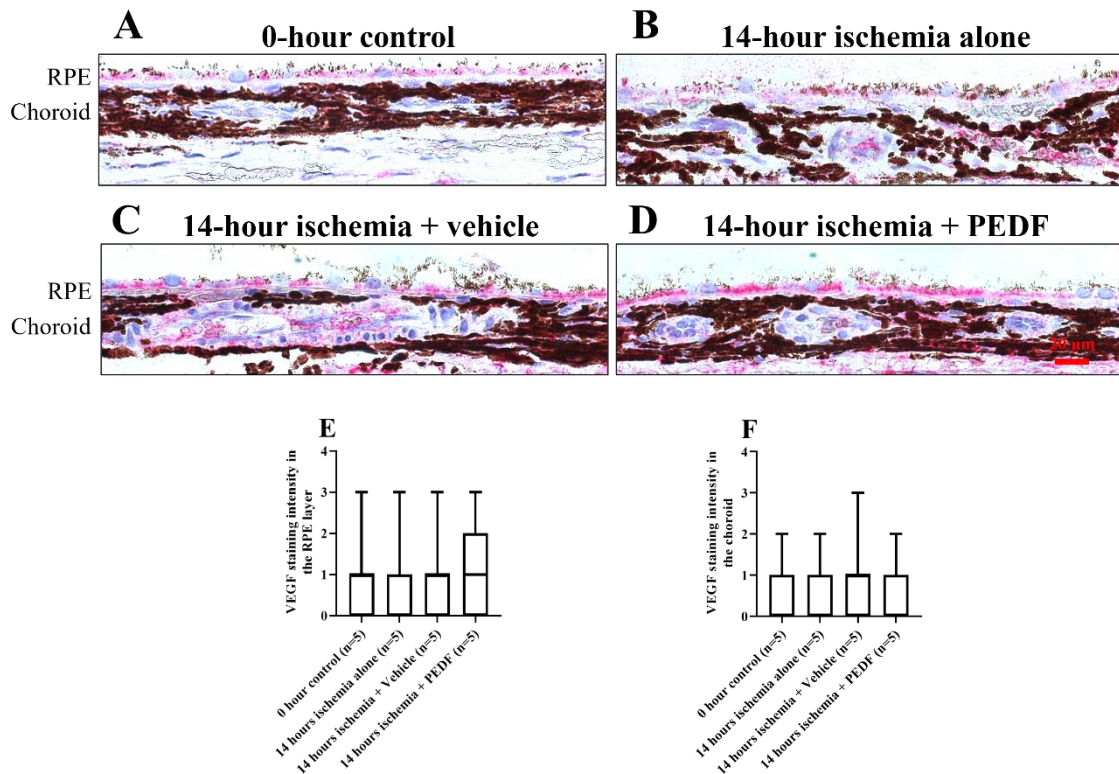 A
0-hour control
B
14-hour ischemia alone
RPE
Choroid
C
14-hour ischemia + vehicle
D
14-hour ischemia + PEDF
RPE
Choroid
20 µm
E
VEGF staining intensity in
the RPE layer
4
3
2
1
0
0 hour control (n=5)
14 hours ischemia alone (n=5)
14 hours ischemia + Vehicle (n=5)
14 hours ischemia + PEDF (n=5)
F
VEGF staining intensity in
the choroid
4
3
2
1
0
0 hour control (n=5)
14 hours ischemia alone (n=5)
14 hours ischemia + Vehicle (n=5)
14 hours ischemia + PEDF (n=5)